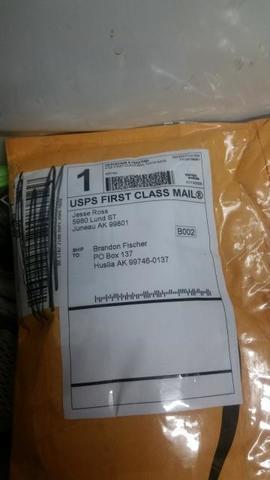 1
USPS FIRST CLASS MAIL®
Jesse Ross
5980 Lund ST
Juneau AK 99801
B002
SHIP TO:
Brandon Fischer
PO Box 137
Huslia AK 99746-0137